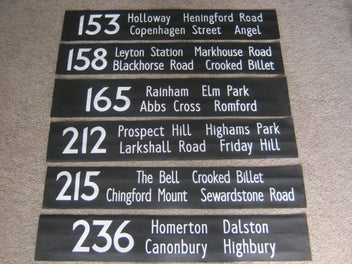 153 Holloway Heningford Road
Copenhagen Street Angel
158 Leyton Station Markhouse Road
Blackhorse Road Crooked Billet
165 Rainham Elm Park
Abbs Cross Romford
212 Prospect Hill Highams Park
Larkshall Road Friday Hill
215 The Bell Crooked Billet
Chingford Mount Sewardstone Road
236 Homerton Dalston
Canonbury Highbury